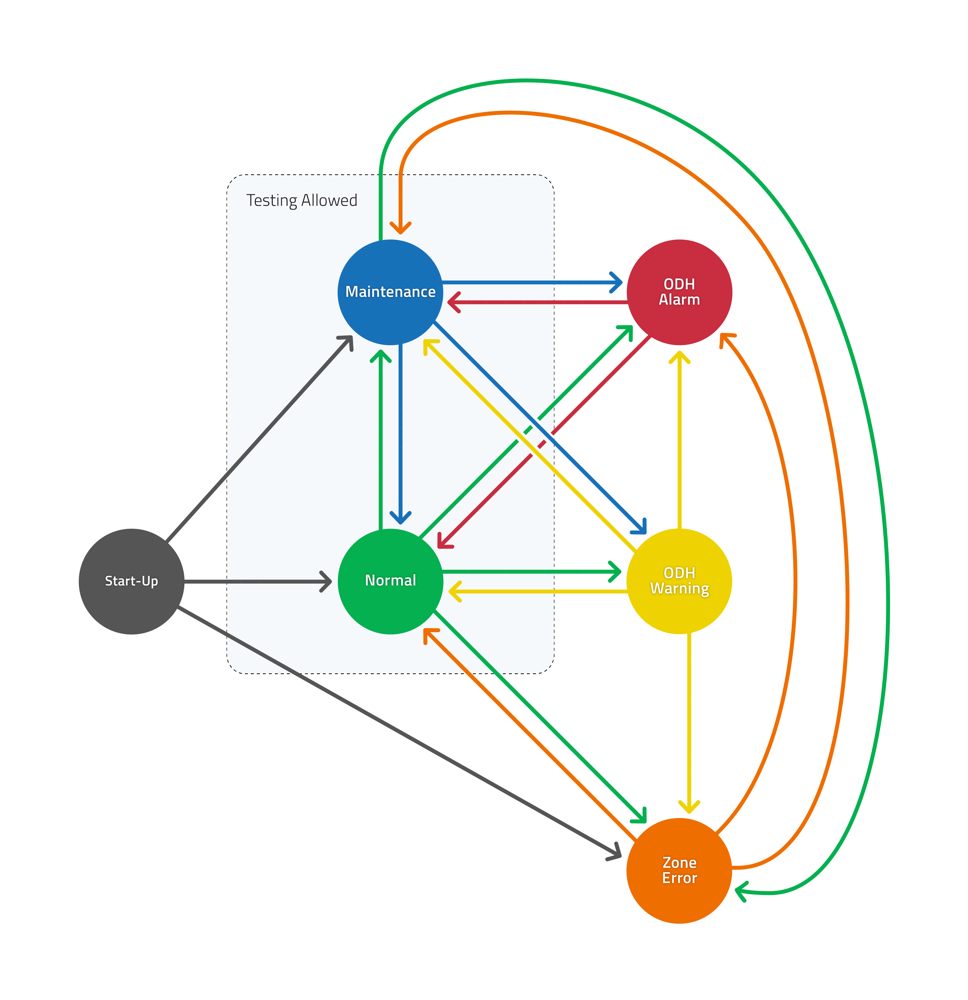 Testing Allowed
Maintenance
ODH
Alarm
Start-Up
Normal
ODH
Warning
Zone
Error